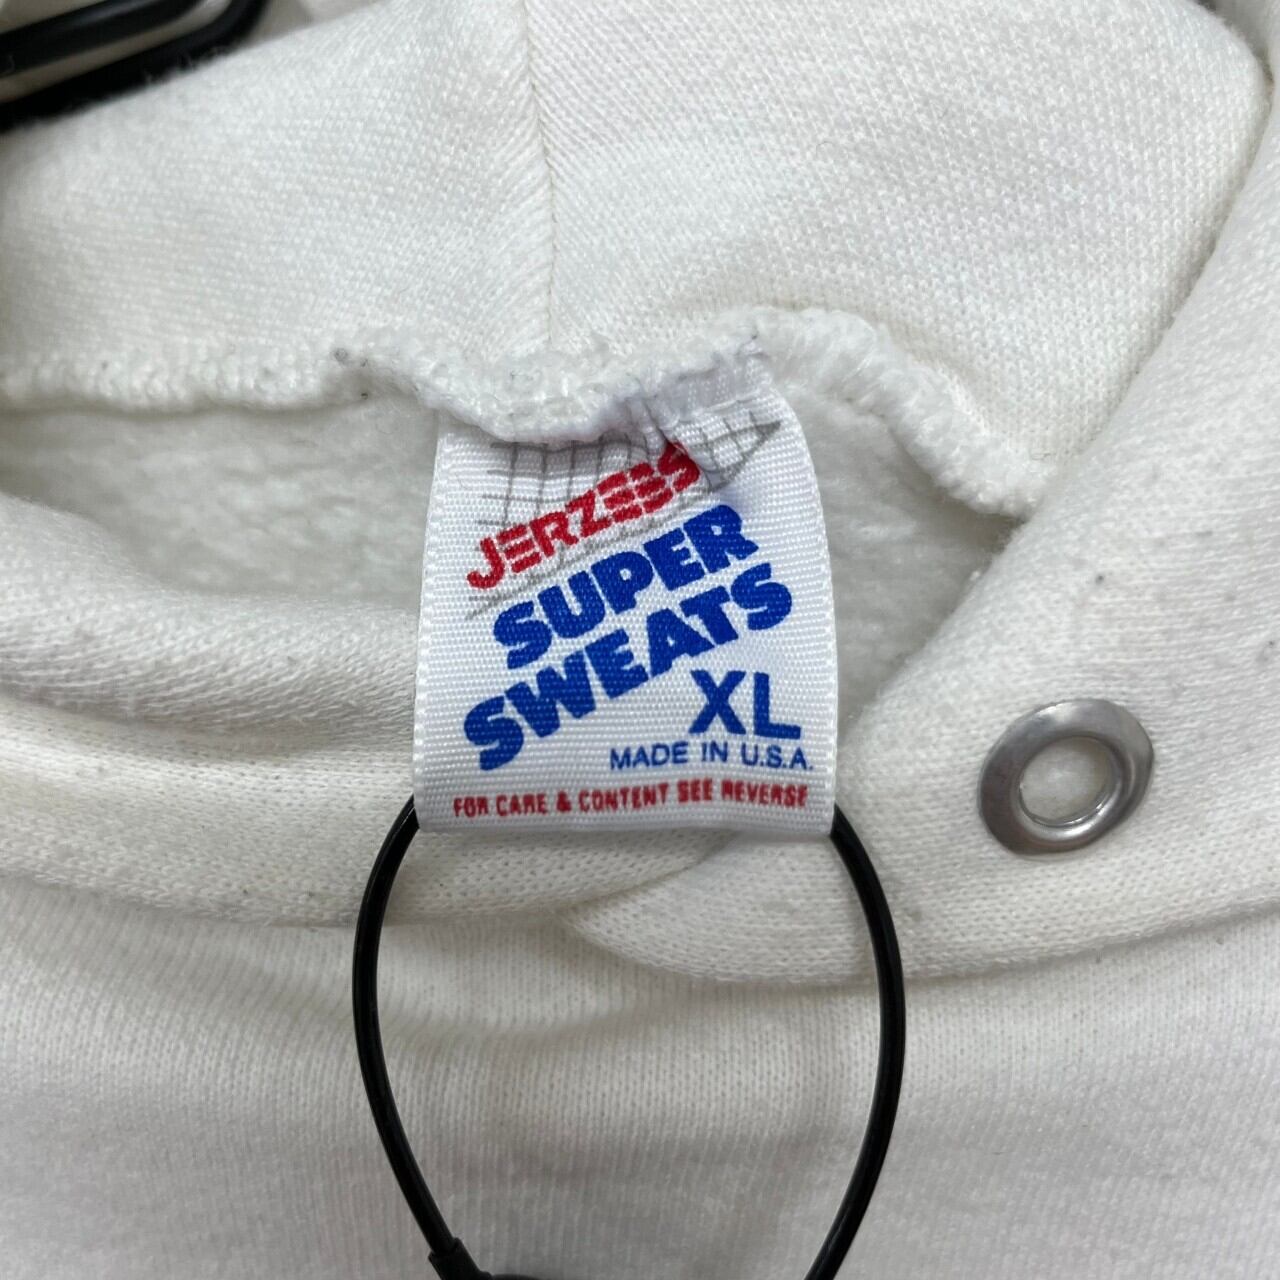 JERZEES
SUPER
SWEATS
XL
MADE IN U.S.A.
FOR CARE & CONTENT SEE REVERSE